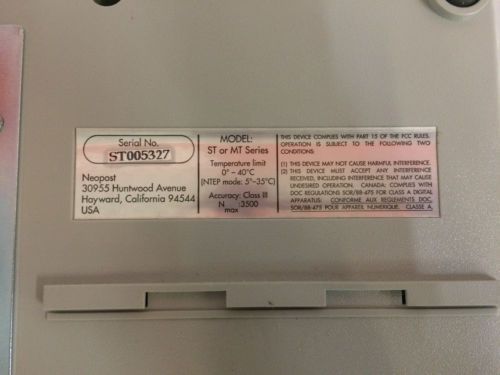 Serial No.
ST005327
Neopost
30955 Huntwood Avenue
Hayward, California 94544
USA
MODEL:
ST or MT Series
Temperature limit
0° – 40°C
(NTEP mode: 5°–35°C)
Accuracy: Class III
N max :3500
THIS DEVICE COMPLIES WITH PART 15 OF THE FCC RULES.
OPERATION IS SUBJECT TO THE FOLLOWING TWO
CONDITIONS:
(1) THIS DEVICE MAY NOT CAUSE HARMFUL INTERFERENCE.
(2) THIS DEVICE MUST ACCEPT ANY INTERFERENCE
RECEIVED, INCLUDING INTERFERENCE THAT MAY CAUSE
UNDESIRED OPERATION. CANADA: COMPLIES WITH
DOC REGULATIONS SOR/88-475 FOR CLASS A DIGITAL
APPARATUS: CONFORME AUX REGLEMENTS DOC,
SOR/88-475 POUR APPAREIL NUMERIQUE. CLASSE A.